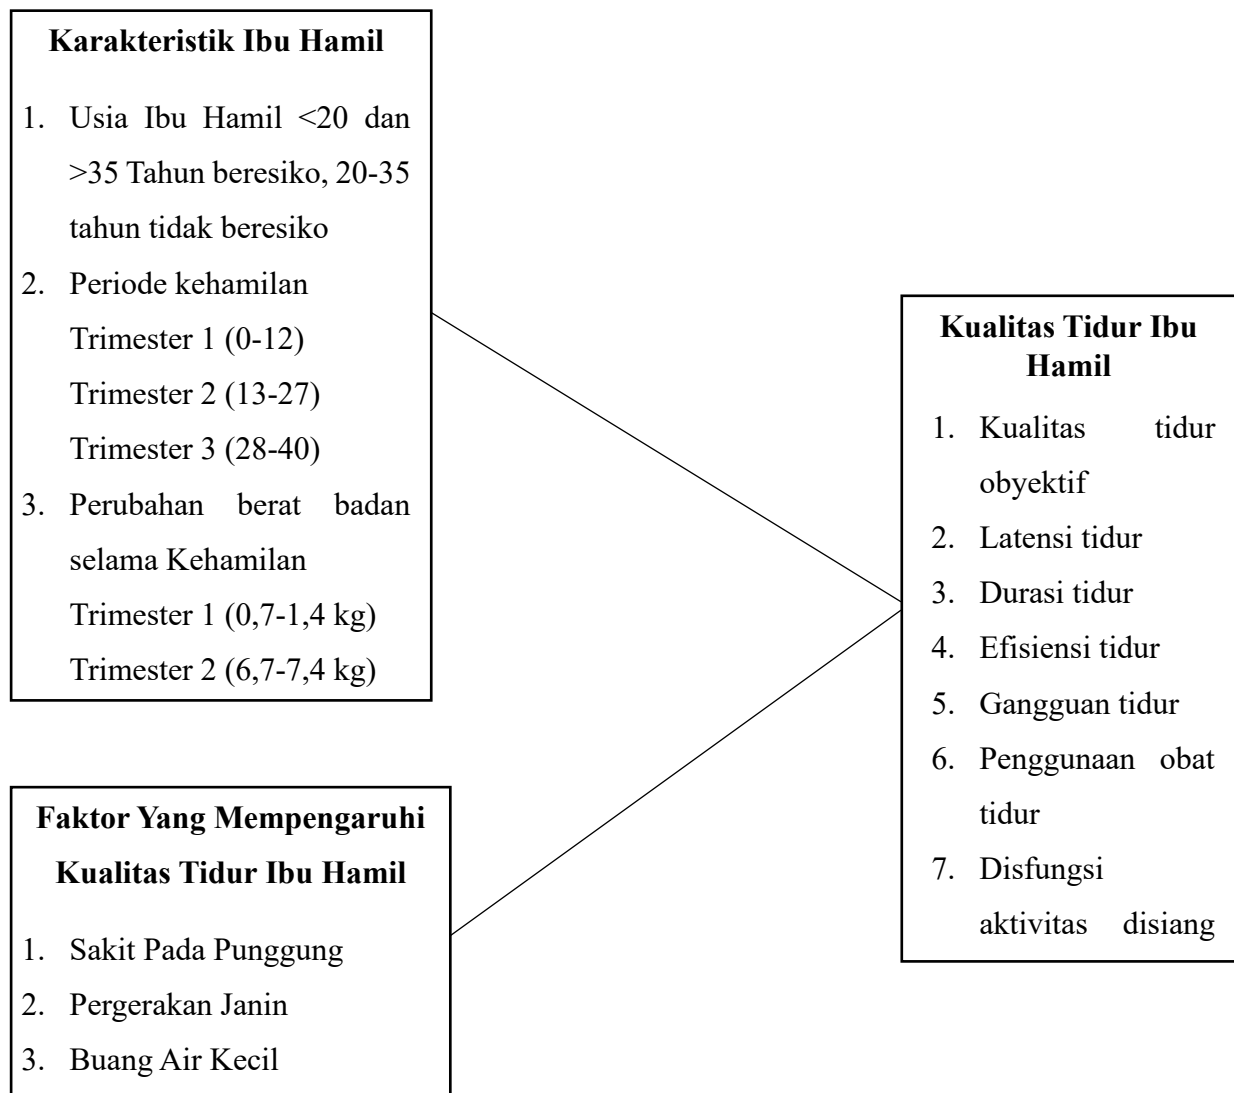 Karakteristik Ibu Hamil
1. Usia Ibu Hamil <20 dan
>35 Tahun beresiko, 20-35
tahun tidak beresiko
2. Periode kehamilan
Trimester 1 (0-12)
Trimester 2 (13-27)
Trimester 3 (28-40)
3. Perubahan berat badan
selama Kehamilan
Trimester 1 (0,7-1,4 kg)
Trimester 2 (6,7-7,4 kg)
Faktor Yang Mempengaruhi
Kualitas Tidur Ibu Hamil
1. Sakit Pada Punggung
2. Pergerakan Janin
3. Buang Air Kecil
Kualitas Tidur Ibu
Hamil
1. Kualitas tidur
obyektif
2. Latensi tidur
3. Durasi tidur
4. Efisiensi tidur
5. Gangguan tidur
6. Penggunaan obat
tidur
7. Disfungsi
aktivitas disiang